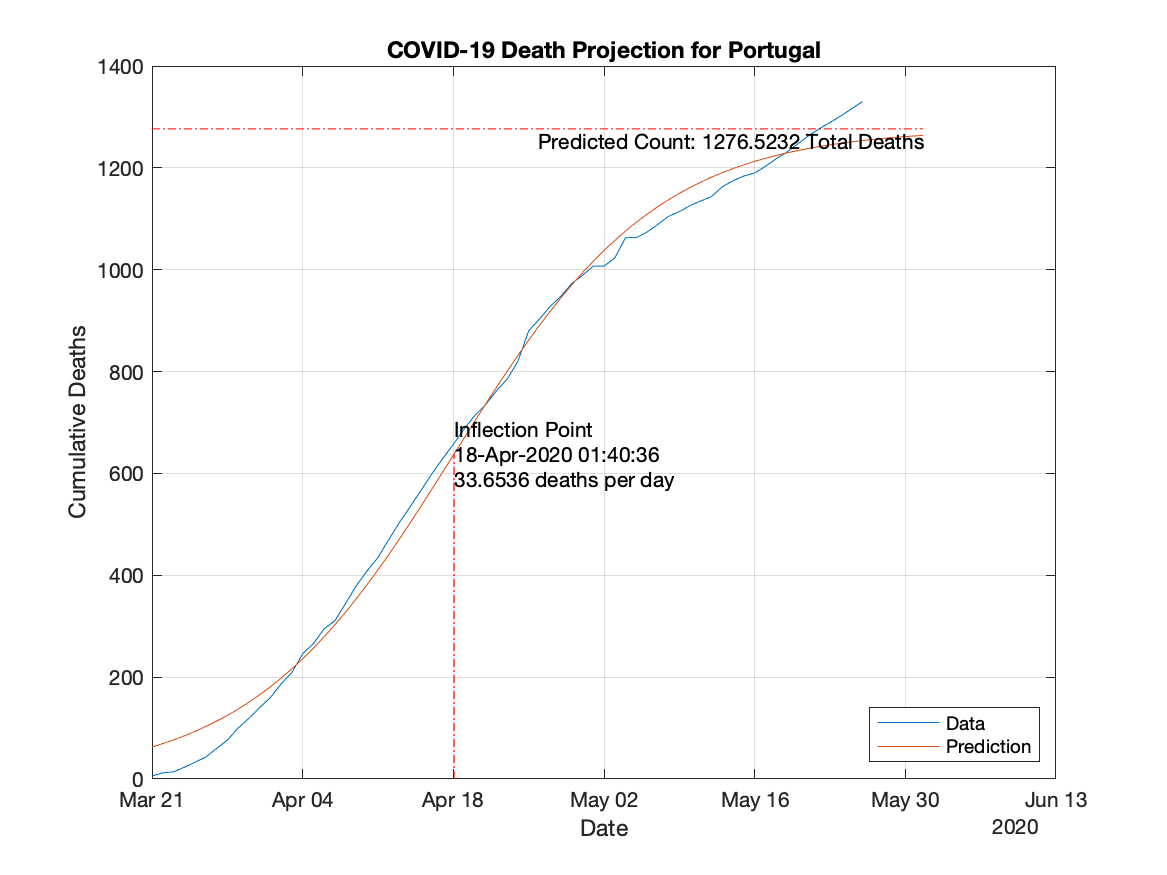 COVID-19 Death Projection for Portugal
1400
1200
1000
800
600
400
200
0
Cumulative Deaths
Predicted Count: 1276.5232 Total Deaths
Inflection Point
18-Apr-2020 01:40:36
33.6536 deaths per day
Data
Prediction
Mar 21
Apr 04
Apr 18
May 02
May 16
May 30
Jun 13
Date
2020